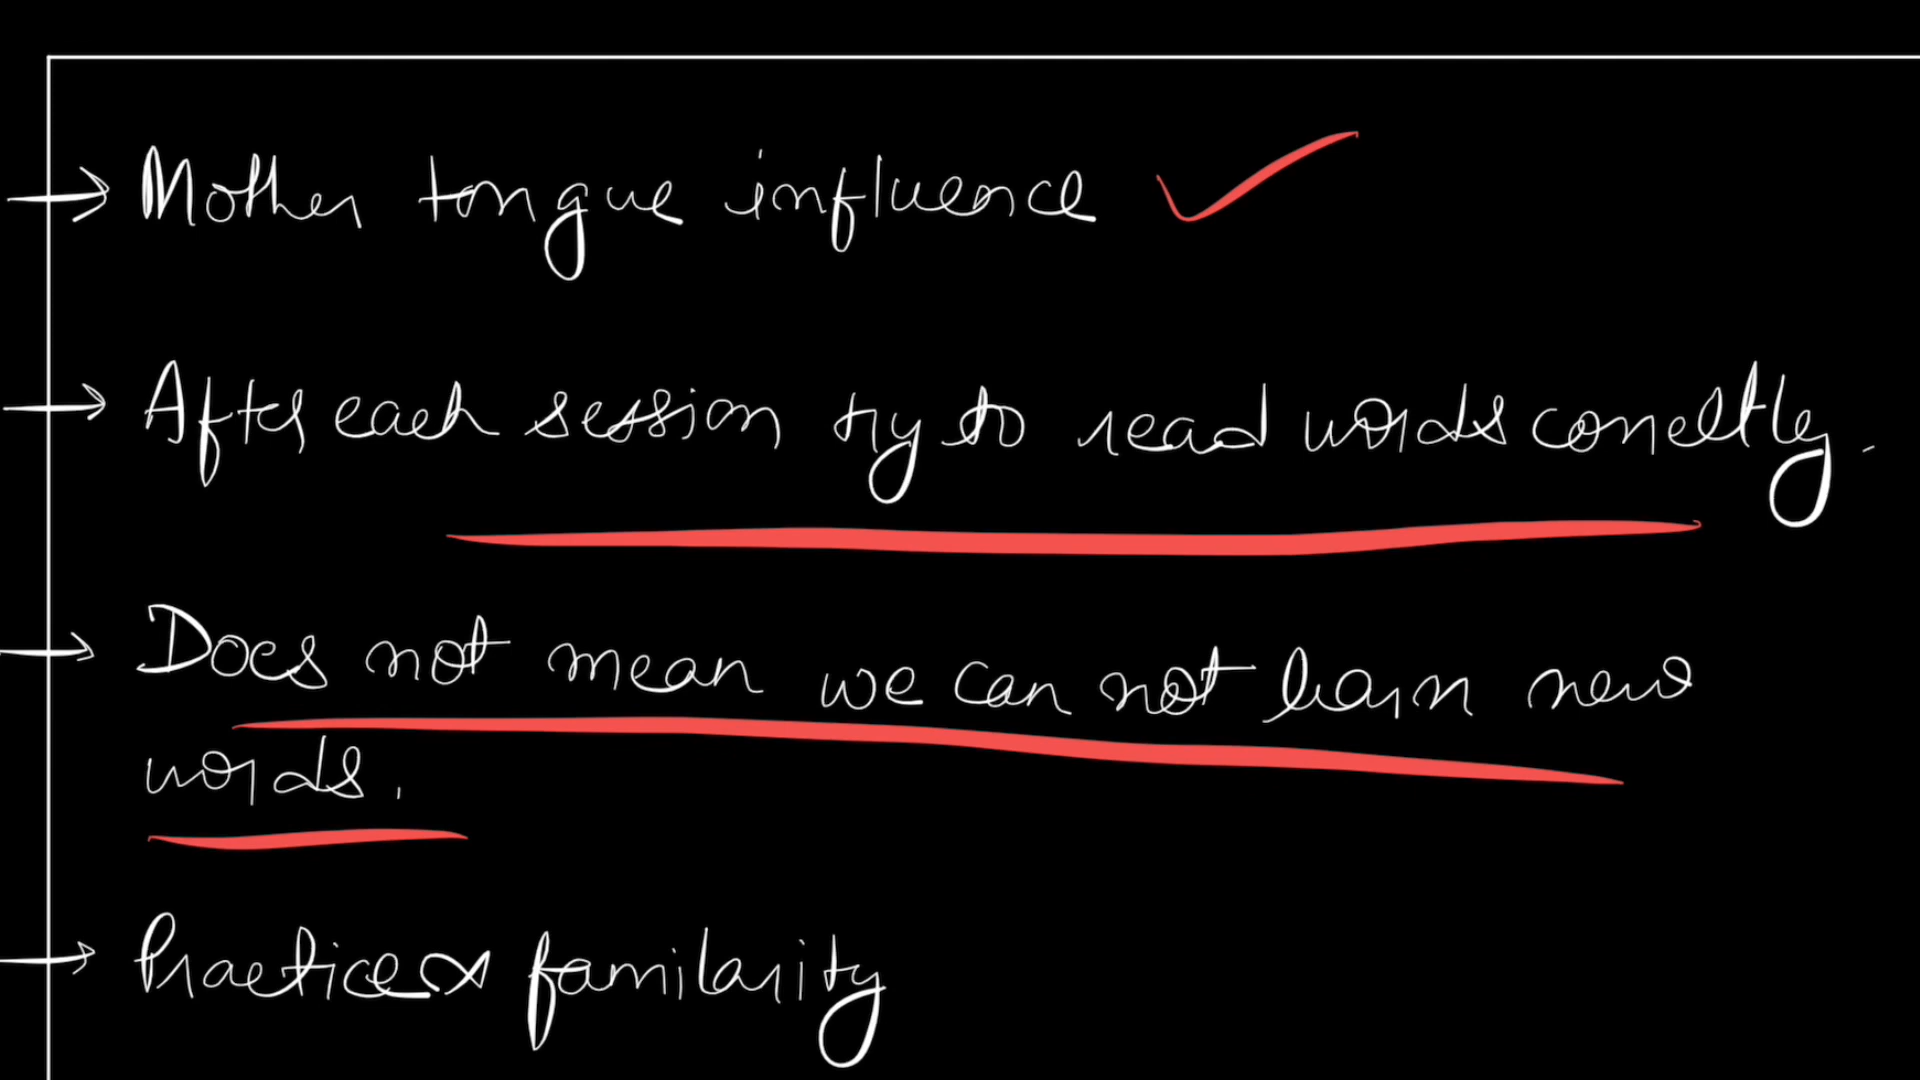 → Mother tongue influence ✓
→ After each session try to read words correctly.
→ Does not mean we can not learn new
words.
→ Practice & familarity